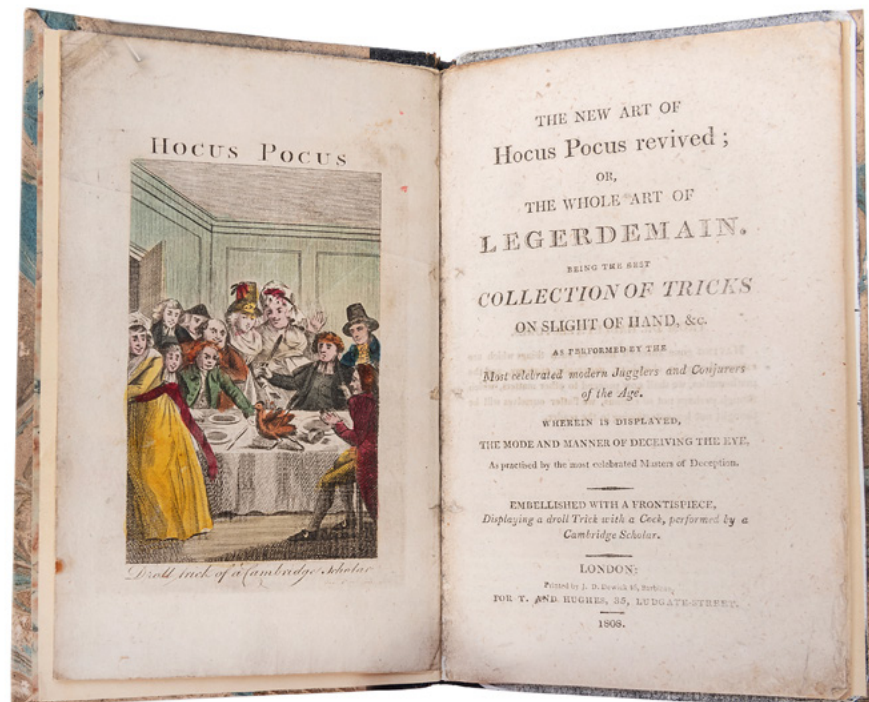 HOCUS POCUS
Droll trick of a Cambridge Scholar
THE NEW ART OF
Hocus Pocus revived;
OR,
THE WHOLE ART OF
LEGERDEMAIN.
BEING THE BEST
COLLECTION OF TRICKS
ON SLIGHT OF HAND, &c.
AS PERFORMED BY THE
Most celebrated modern Jugglers and Conjurers
of the Age.
WHEREIN IS DISPLAYED,
THE MODE AND MANNER OF DECEIVING THE EYE,
As practised by the most celebrated Masters of Deception.
EMBELLISHED WITH A FRONTISPIECE,
Displaying a droll Trick with a Cock, performed by a
Cambridge Scholar.
LONDON:
Printed by J. D. Dewick
FOR T. AND HUGHES, 35, LUDGATE-STREET.
1808.